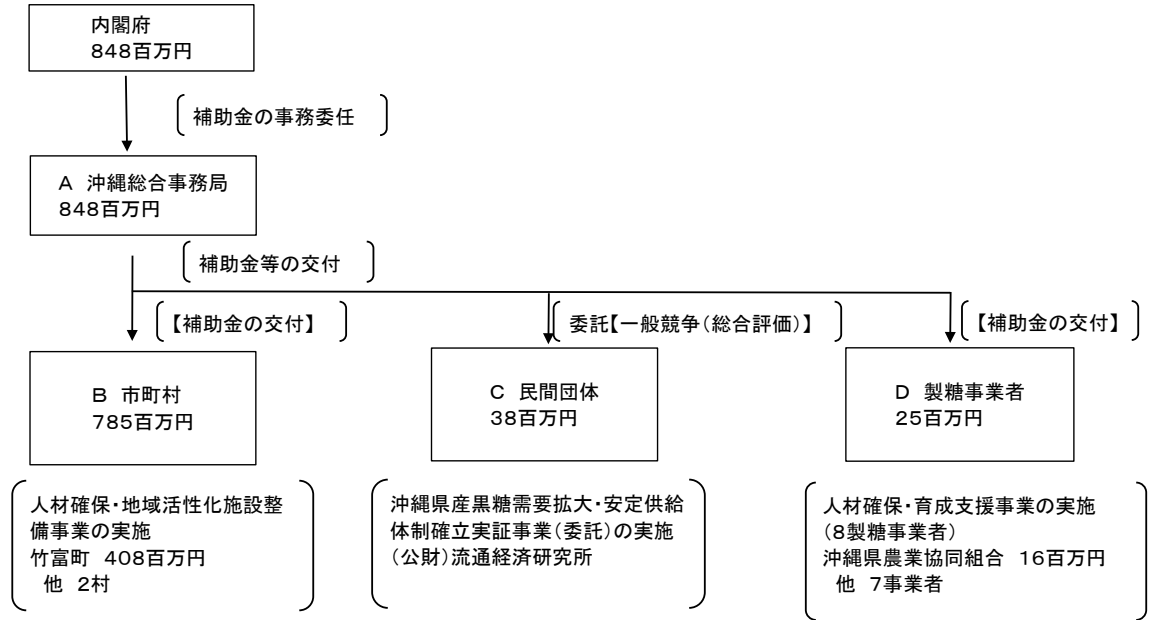 内閣府
848百万円
補助金の事務委任
A 沖縄総合事務局
848百万円
補助金等の交付
【補助金の交付】
委託【一般競争(総合評価)】
【補助金の交付】
B 市町村
785百万円
C 民間団体
38百万円
D 製糖事業者
25百万円
人材確保・地域活性化施設整
備事業の実施
竹富町 408百万円
他 2村
沖縄県産黒糖需要拡大・安定供給
体制確立実証事業(委託)の実施
(公財)流通経済研究所
人材確保・育成支援事業の実施
(8製糖事業者)
沖縄県農業協同組合 16百万円
他 7事業者